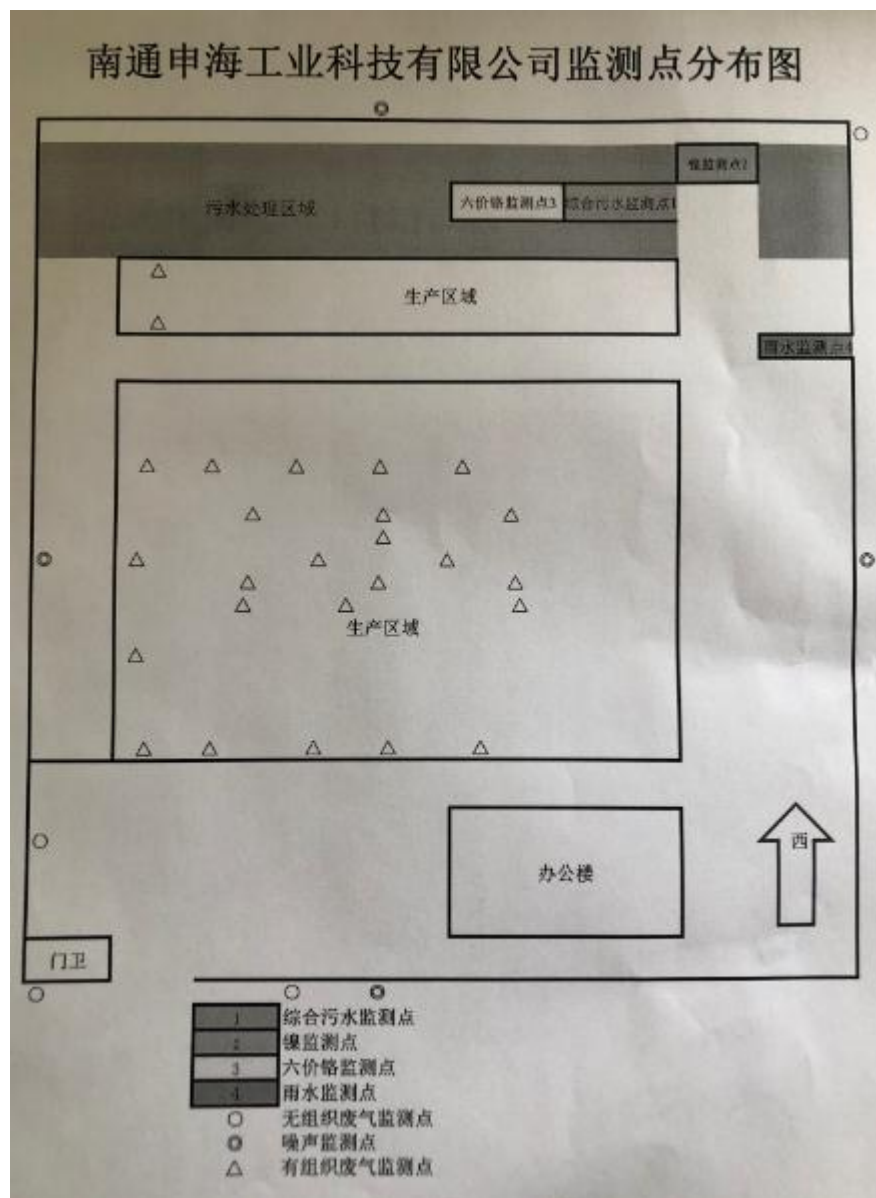 南通申海工业科技有限公司监测点分布图
镍监测点2
污水处理区域
六价铬监测点3
综合污水监测点1
生产区域
雨水监测点4
生产区域
西
办公楼
门卫
1 综合污水监测点
2 镍监测点
3 六价铬监测点
4 雨水监测点
无组织废气监测点
噪声监测点
有组织废气监测点